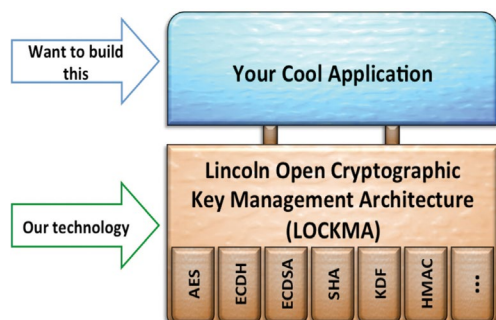 Want to build
this
Your Cool Application
Our technology
Lincoln Open Cryptographic
Key Management Architecture
(LOCKMA)
AES
ECDH
ECDSA
SHA
KDF
HMAC
...